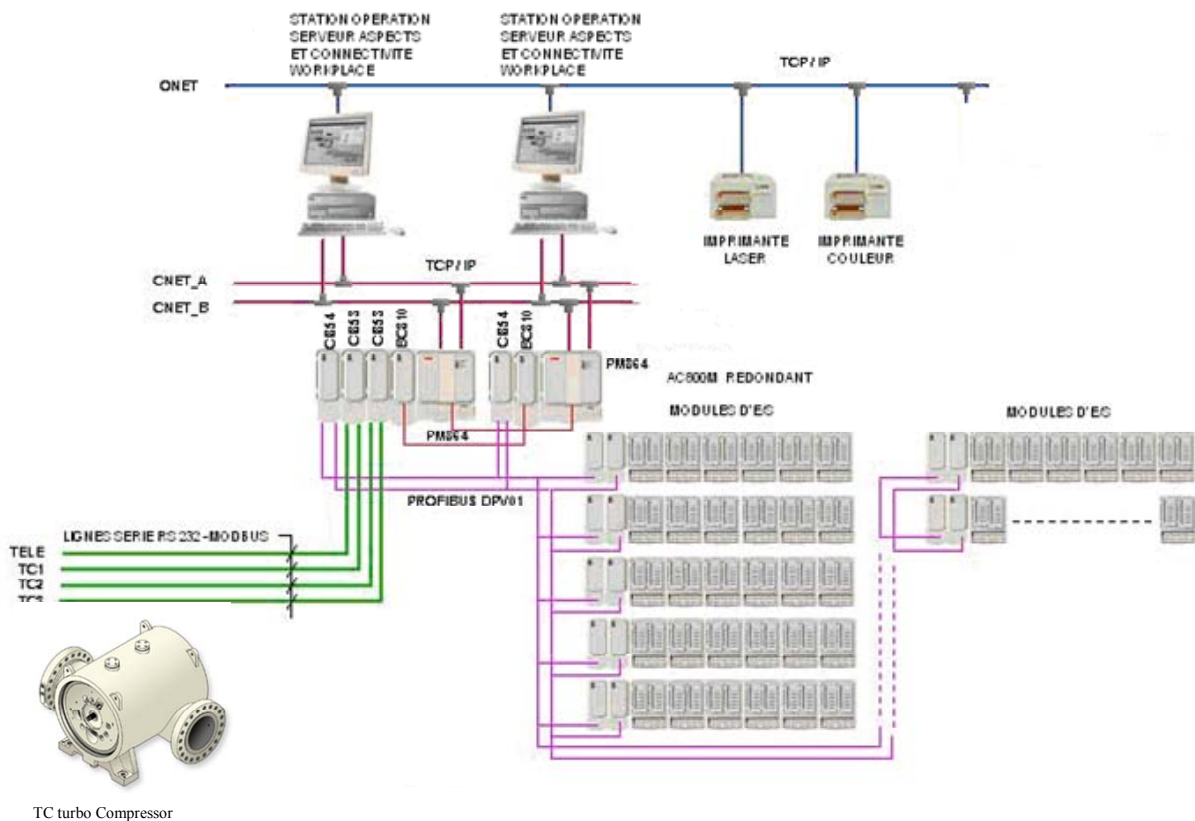 STATION OPERATION
SERVEUR ASPECTS
ET CONNECTIVITE
WORKPLACE
STATION OPERATION
SERVEUR ASPECTS
ET CONNECTIVITE
WORKPLACE
TCP / IP
ONET
IMPRIMANTE
LASER
IMPRIMANTE
COULEUR
TCP / IP
CNET_A
CNET_B
CI854
CI853
CI853
BC810
CI854
BC810
PM864
AC800M REDONDANT
MODULES D'E/S
MODULES D'E/S
PM864
PROFIBUS DPV01
LIGNES SERIE RS 232 - MODBUS
TELE
TC1
TC2
TC3
TC turbo Compressor